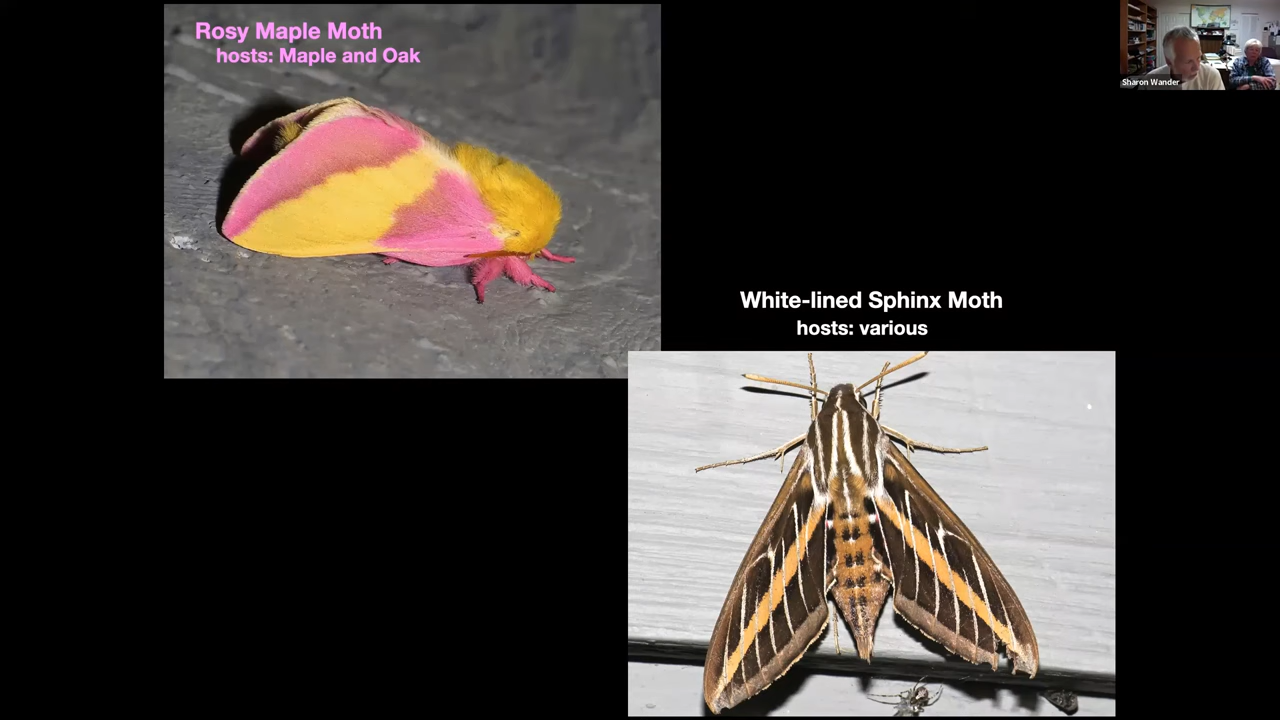 Rosy Maple Moth
hosts: Maple and Oak
Sharon Wander
White-lined Sphinx Moth
hosts: various